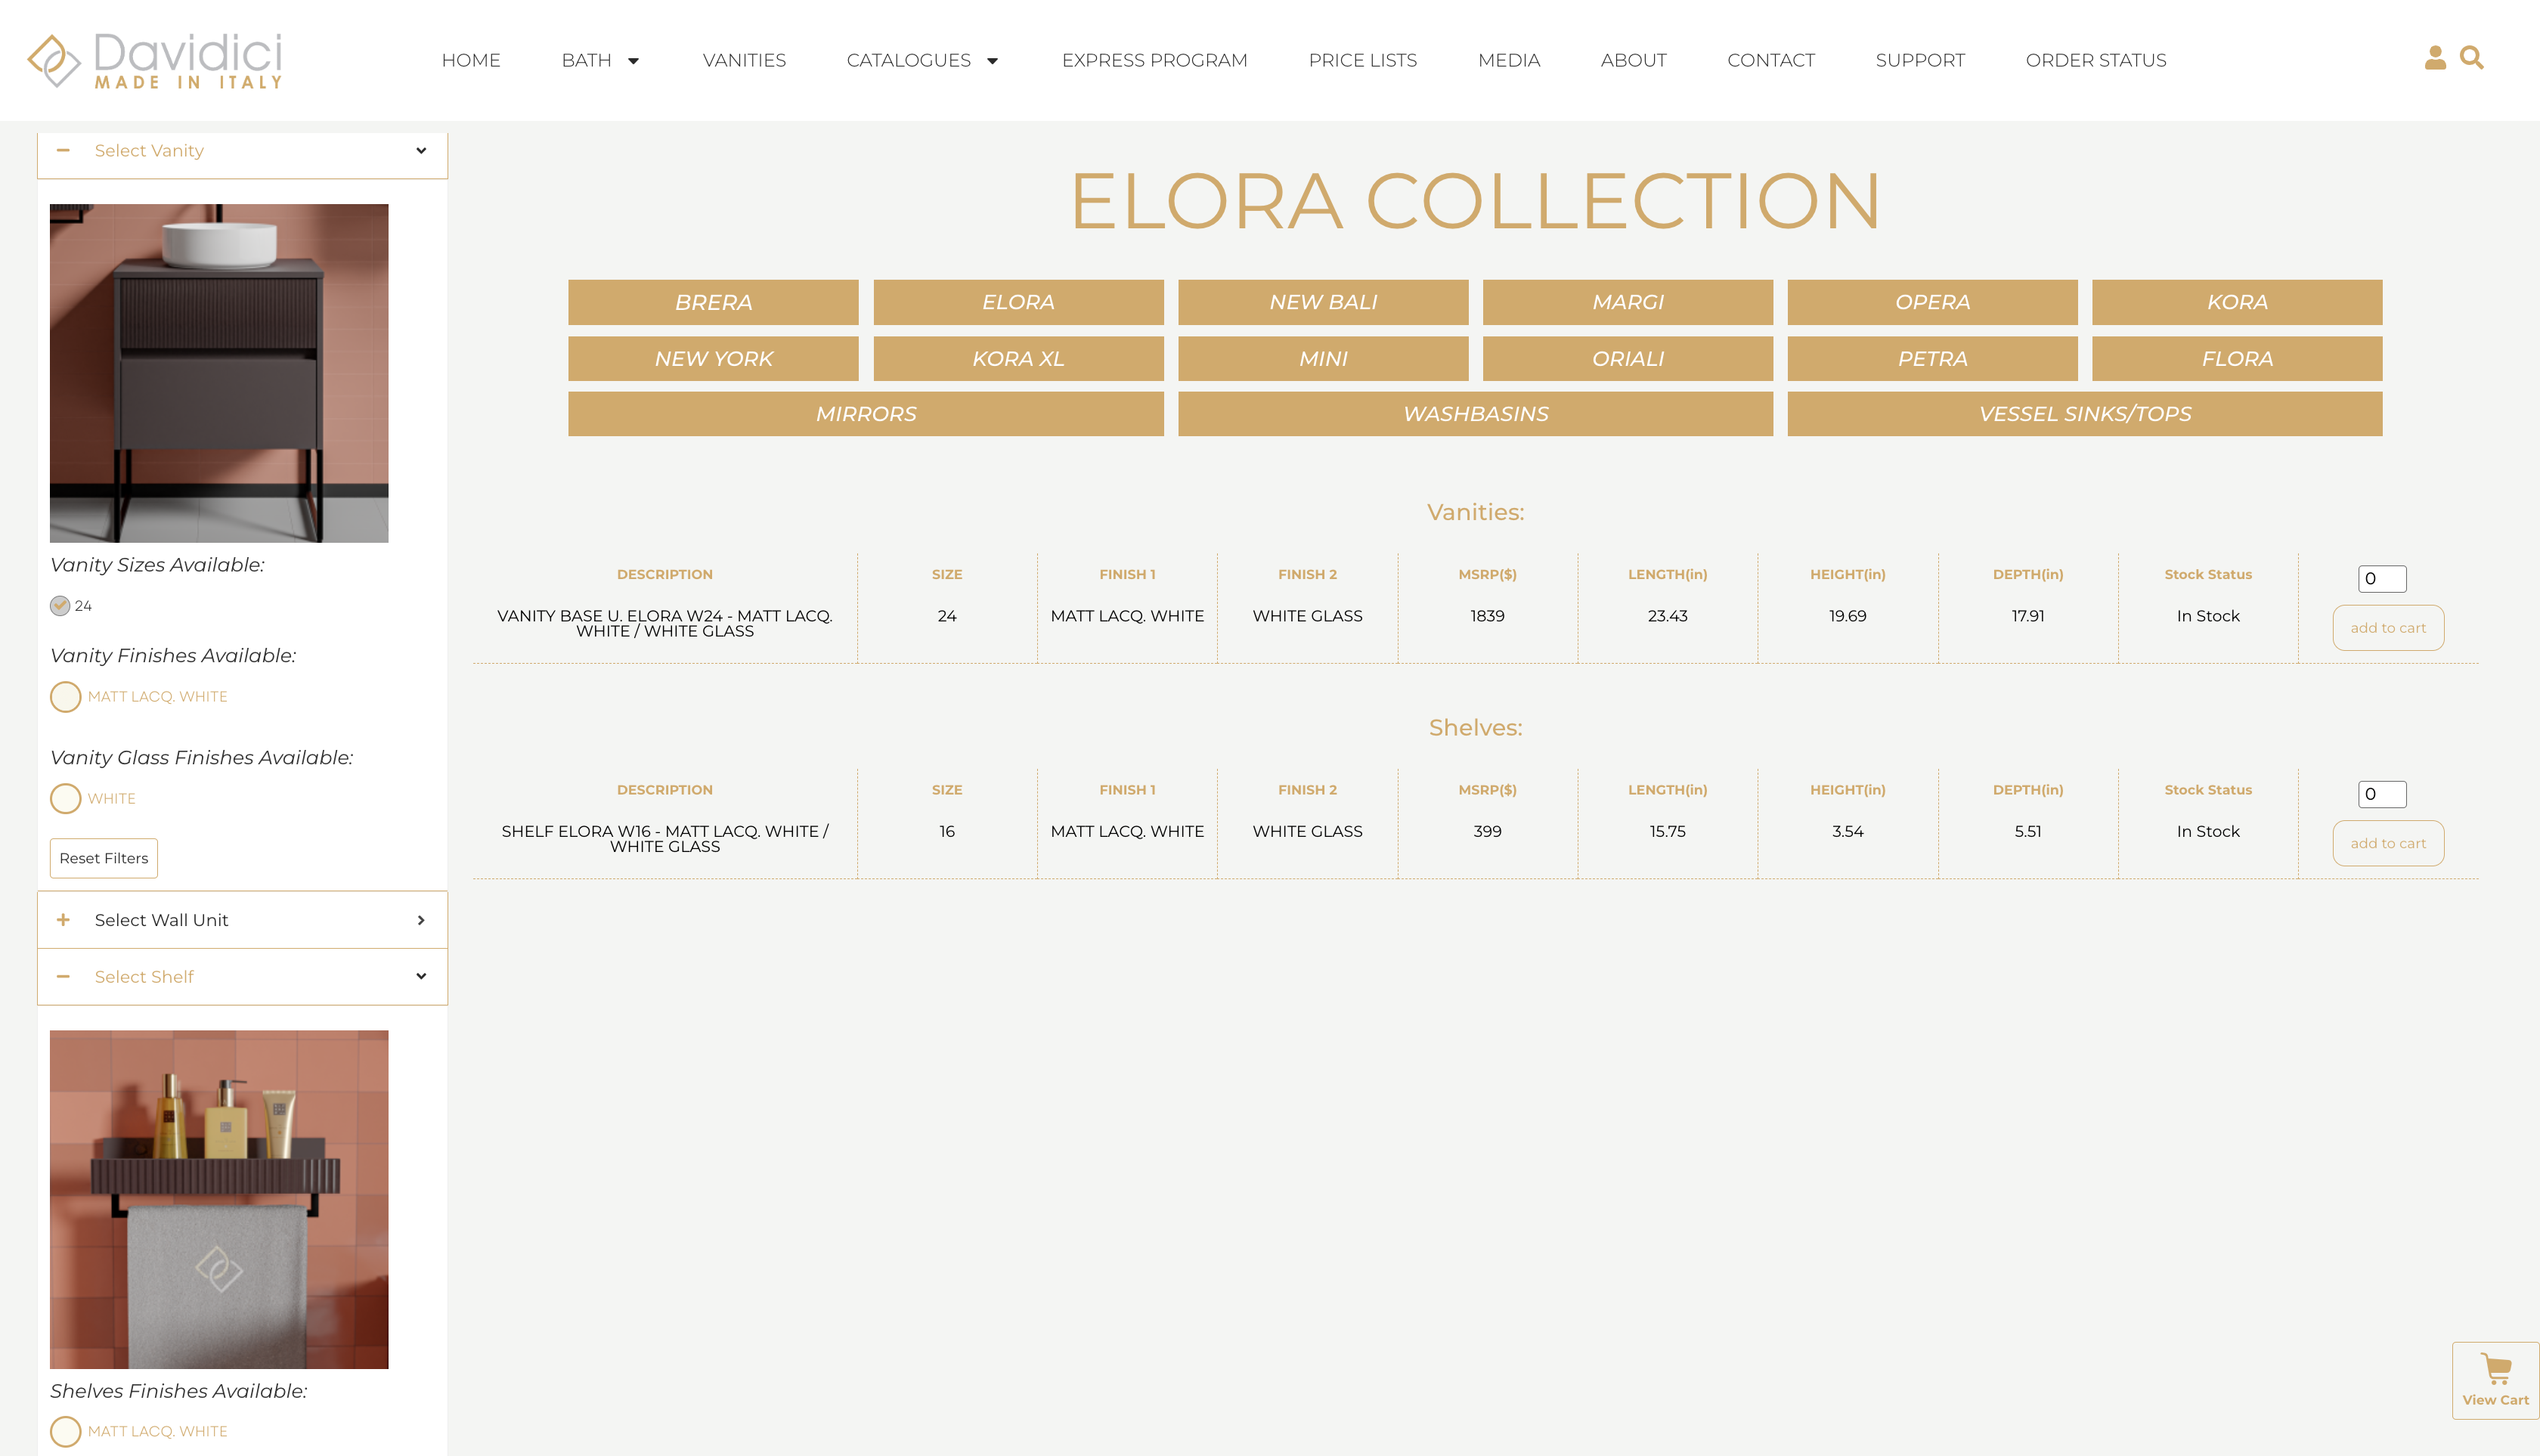 Davidici
MADE IN ITALY
HOME BATH VANITIES CATALOGUES EXPRESS PROGRAM PRICE LISTS MEDIA ABOUT CONTACT SUPPORT ORDER STATUS
Select Vanity
Vanity Sizes Available:
24
Vanity Finishes Available:
MATT LACQ. WHITE
Vanity Glass Finishes Available:
WHITE
Reset Filters
Select Wall Unit
Select Shelf
Shelves Finishes Available:
MATT LACQ. WHITE
ELORA COLLECTION
BRERA ELORA NEW BALI MARGI OPERA KORA
NEW YORK KORA XL MINI ORIALI PETRA FLORA
MIRRORS WASHBASINS VESSEL SINKS/TOPS
Vanities:
DESCRIPTION SIZE FINISH 1 FINISH 2 MSRP($) LENGTH(in) HEIGHT(in) DEPTH(in) Stock Status 0
VANITY BASE U. ELORA W24 - MATT LACQ. 24 MATT LACQ. WHITE WHITE GLASS 1839 23.43 19.69 17.91 In Stock add to cart
WHITE / WHITE GLASS
Shelves:
DESCRIPTION SIZE FINISH 1 FINISH 2 MSRP($) LENGTH(in) HEIGHT(in) DEPTH(in) Stock Status 0
SHELF ELORA W16 - MATT LACQ. WHITE / 16 MATT LACQ. WHITE WHITE GLASS 399 15.75 3.54 5.51 In Stock add to cart
WHITE GLASS
View Cart